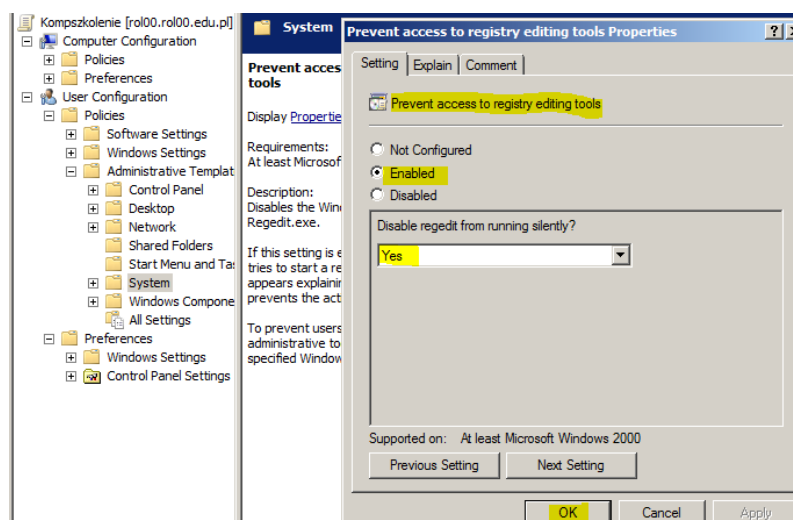 Kompszkolenie [rol00.rol00.edu.pl]
Computer Configuration
Policies
Preferences
User Configuration
Policies
Software Settings
Windows Settings
Administrative Templat
Control Panel
Desktop
Network
Shared Folders
Start Menu and Ta
System
Windows Compone
All Settings
Preferences
Windows Settings
Control Panel Settings
System
Prevent acces
tools
Display Propertie
Requirements:
At least Microsof
Description:
Disables the Win
Regedit.exe.
If this setting is e
tries to start a re
appears explainin
prevents the act
To prevent users
administrative to
specified Window
Prevent access to registry editing tools Properties
Setting Explain Comment
Prevent access to registry editing tools
Not Configured
Enabled
Disabled
Disable regedit from running silently?
Yes
Supported on: At least Microsoft Windows 2000
Previous Setting Next Setting
OK Cancel Apply